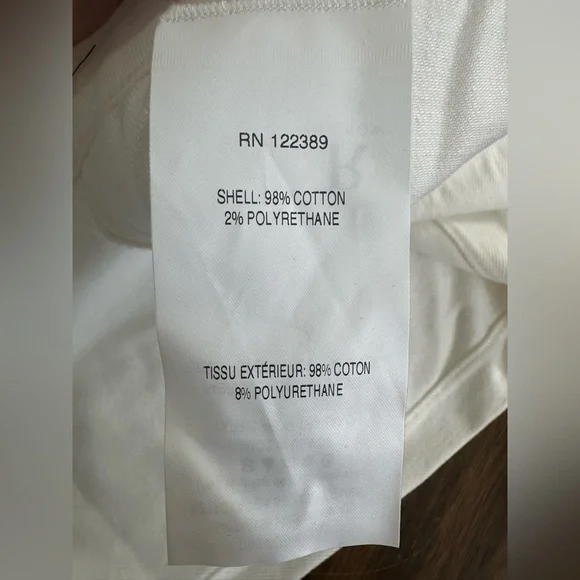 RN 122389
SHELL: 98% COTTON
2% POLYRETHANE
TISSU EXTÉRIEUR: 98% COTON
8% POLYURETHANE